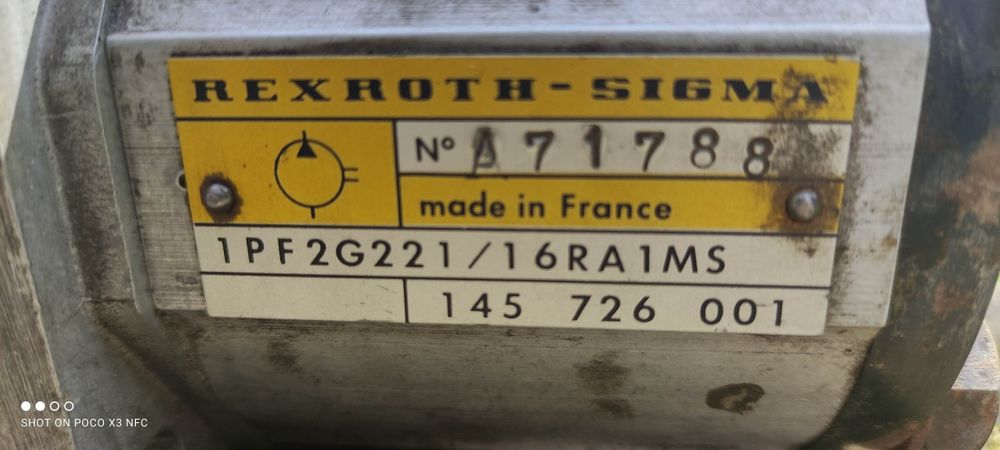 REXROTH-SIGMA
N° A71788
made in France
1PF2G221/16RA1MS
145 726 001
SHOT ON POCO X3 NFC